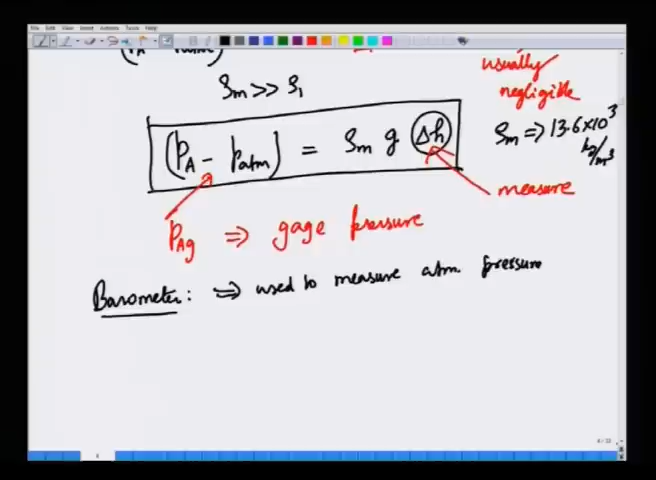 usually
negligible
ρm >> ρ1
ρm ⇒ 13.6×10³
kg/m³
(PA - Patm) = ρm g Δh
measure
PAg ⇒ gage pressure
Barometer: ⇒ used to measure atm. pressure